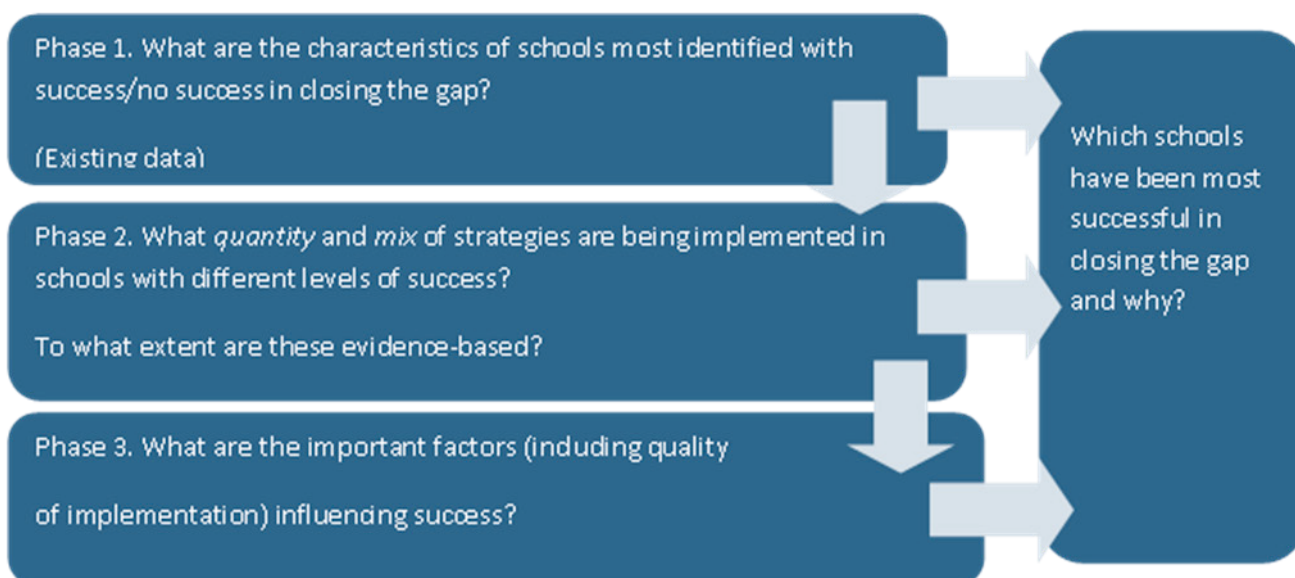 Phase 1. What are the characteristics of schools most identified with
success/no success in closing the gap?
(Existing data)
Phase 2. What quantity and mix of strategies are being implemented in
schools with different levels of success?
To what extent are these evidence-based?
Phase 3. What are the important factors (including quality
of implementation) influencing success?
Which schools
have been most
successful in
closing the gap
and why?